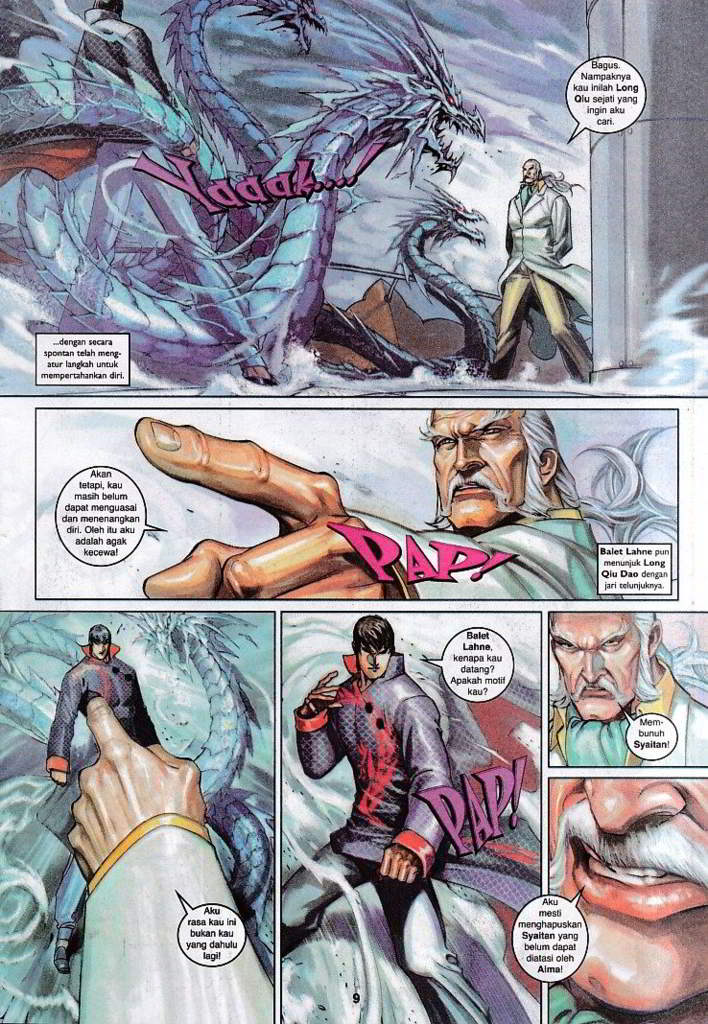 Bagus.
Nampaknya
kau inilah Long
Qiu sejati yang
ingin aku
cari.
Yaaak....!
...dengan secara
spontan telah meng-
atur langkah untuk
mempertahankan diri.
Akan
tetapi, kau
masih belum
dapat menguasai
dan menenangkan
diri. Oleh itu aku
adalah agak
kecewa!
PAP!
Balet Lahne pun
menunjuk Long
Qiu Dao dengan
jari telunjuknya.
Aku
rasa kau ini
bukan kau
yang dahulu
lagi!
Balet
Lahne,
kenapa kau
datang?
Apakah motif
kau?
PAP!
Mem-
bunuh
Syaitan!
Aku
mesti
menghapuskan
Syaitan yang
belum dapat
diatasi oleh
Alma!
9